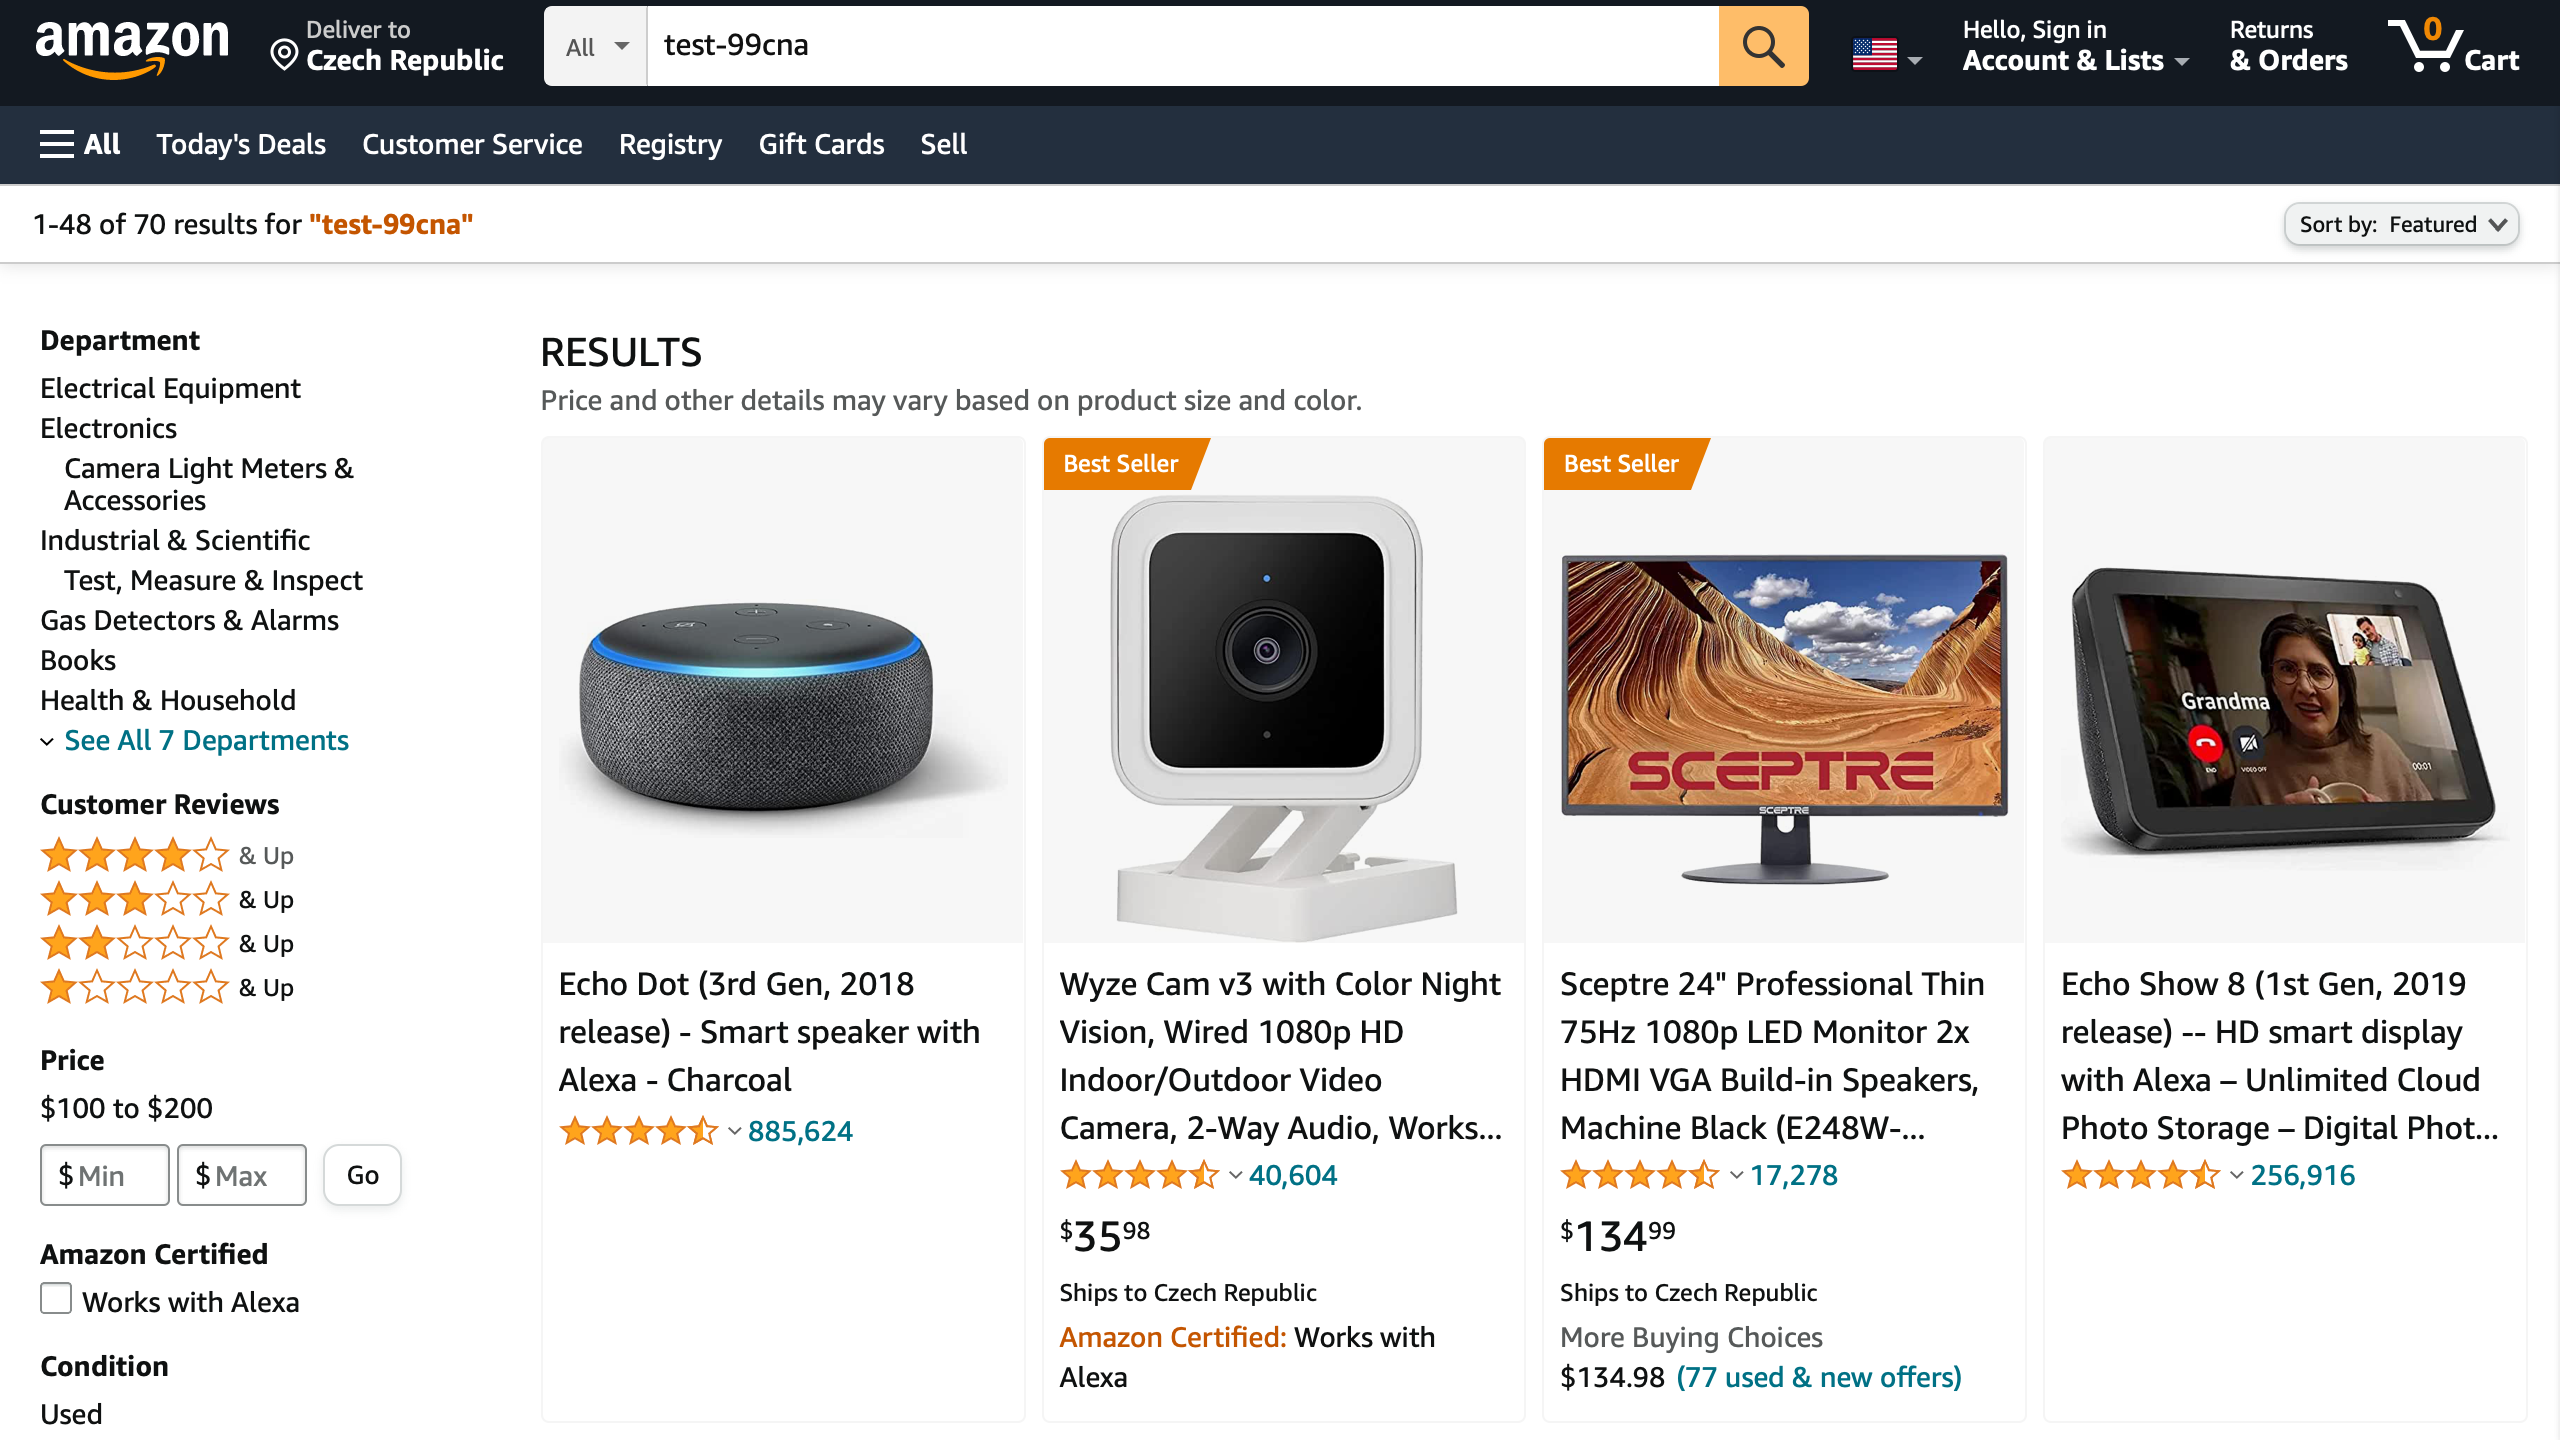 amazon
Deliver to
Czech Republic
All
test-99cna
Hello, Sign in
Account & Lists
Returns
& Orders
0
Cart
All
Today's Deals
Customer Service
Registry
Gift Cards
Sell
1-48 of 70 results for "test-99cna"
Sort by: Featured
Department
Electrical Equipment
Electronics
Camera Light Meters &
Accessories
Industrial & Scientific
Test, Measure & Inspect
Gas Detectors & Alarms
Books
Health & Household
See All 7 Departments
Customer Reviews
& Up
& Up
& Up
& Up
Price
$100 to $200
$ Min
$ Max
Go
Amazon Certified
Works with Alexa
Condition
Used
RESULTS
Price and other details may vary based on product size and color.
Echo Dot (3rd Gen, 2018
release) - Smart speaker with
Alexa - Charcoal
885,624
Best Seller
Wyze Cam v3 with Color Night
Vision, Wired 1080p HD
Indoor/Outdoor Video
Camera, 2-Way Audio, Works...
40,604
$3598
Ships to Czech Republic
Amazon Certified: Works with
Alexa
Best Seller
SCEPTRE
SCEPTRE
Sceptre 24" Professional Thin
75Hz 1080p LED Monitor 2x
HDMI VGA Build-in Speakers,
Machine Black (E248W-...
17,278
$13499
Ships to Czech Republic
More Buying Choices
$134.98 (77 used & new offers)
Grandma
END
VIDEO OFF
00:01
Echo Show 8 (1st Gen, 2019
release) -- HD smart display
with Alexa – Unlimited Cloud
Photo Storage – Digital Phot...
256,916